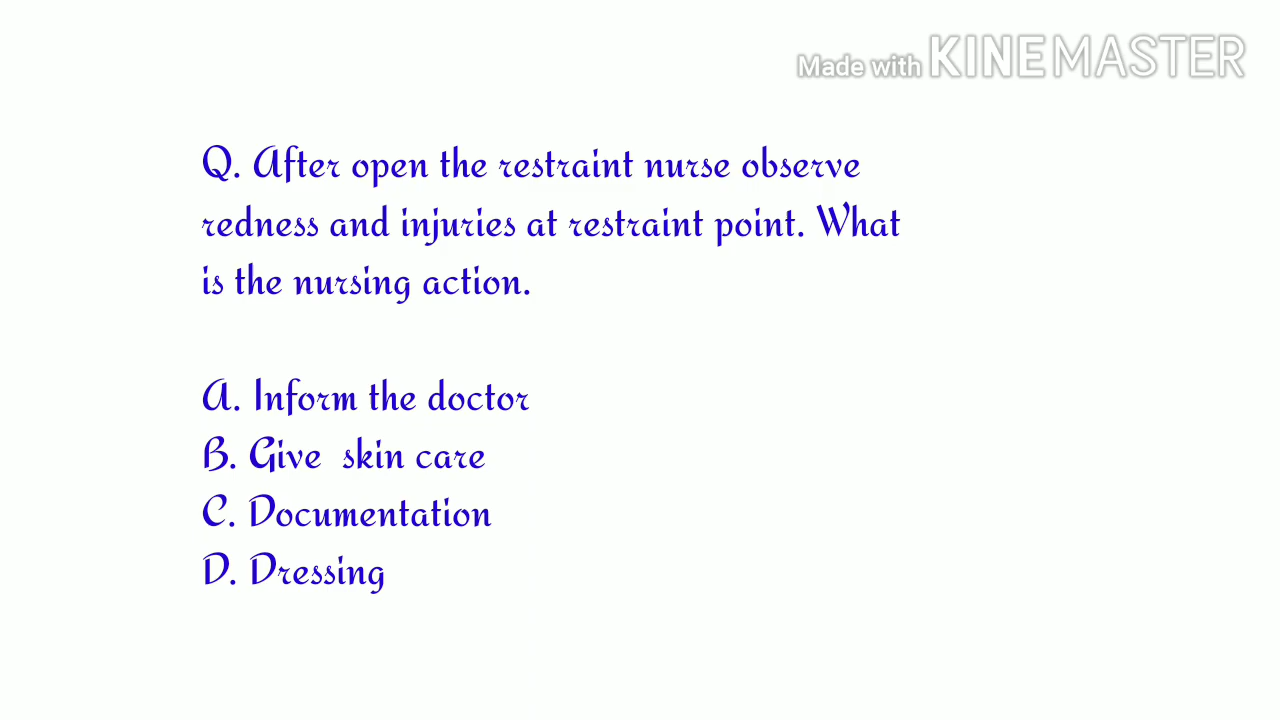 Made with KINEMASTER
Q. After open the restraint nurse observe
redness and injuries at restraint point. What
is the nursing action.
A. Inform the doctor
B. Give skin care
C. Documentation
D. Dressing